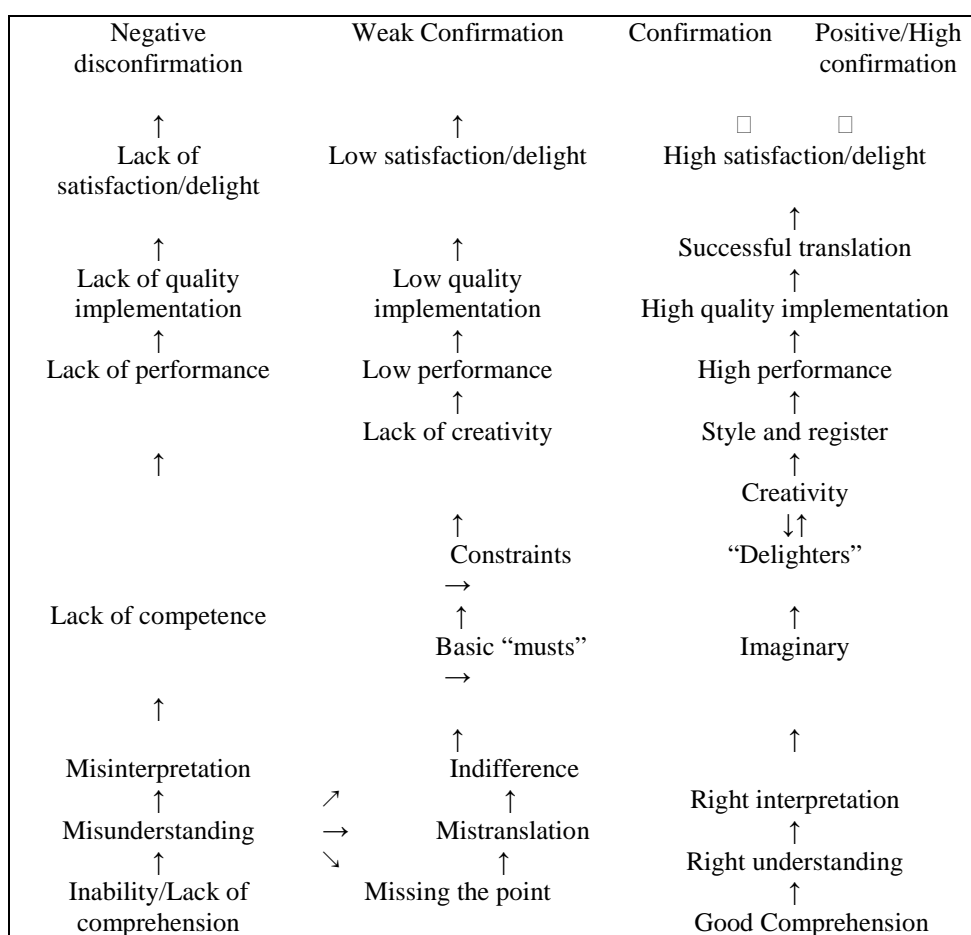 Negative Weak Confirmation Confirmation Positive/High
disconfirmation confirmation
↑ ↑ □ □
Lack of Low satisfaction/delight High satisfaction/delight
satisfaction/delight
↑
↑ ↑ Successful translation
Lack of quality Low quality ↑
implementation implementation High quality implementation
↑ ↑ ↑
Lack of performance Low performance High performance
↑ ↑
Lack of creativity Style and register
↑ ↑
Creativity
↑ ↓↑
Constraints “Delighters”
→
Lack of competence ↑ ↑
Basic “musts” Imaginary
→
↑
↑ ↑
Misinterpretation Indifference
↑ ↗ ↑ Right interpretation
Misunderstanding → Mistranslation ↑
↑ ↘ ↑ Right understanding
Inability/Lack of Missing the point ↑
comprehension Good Comprehension